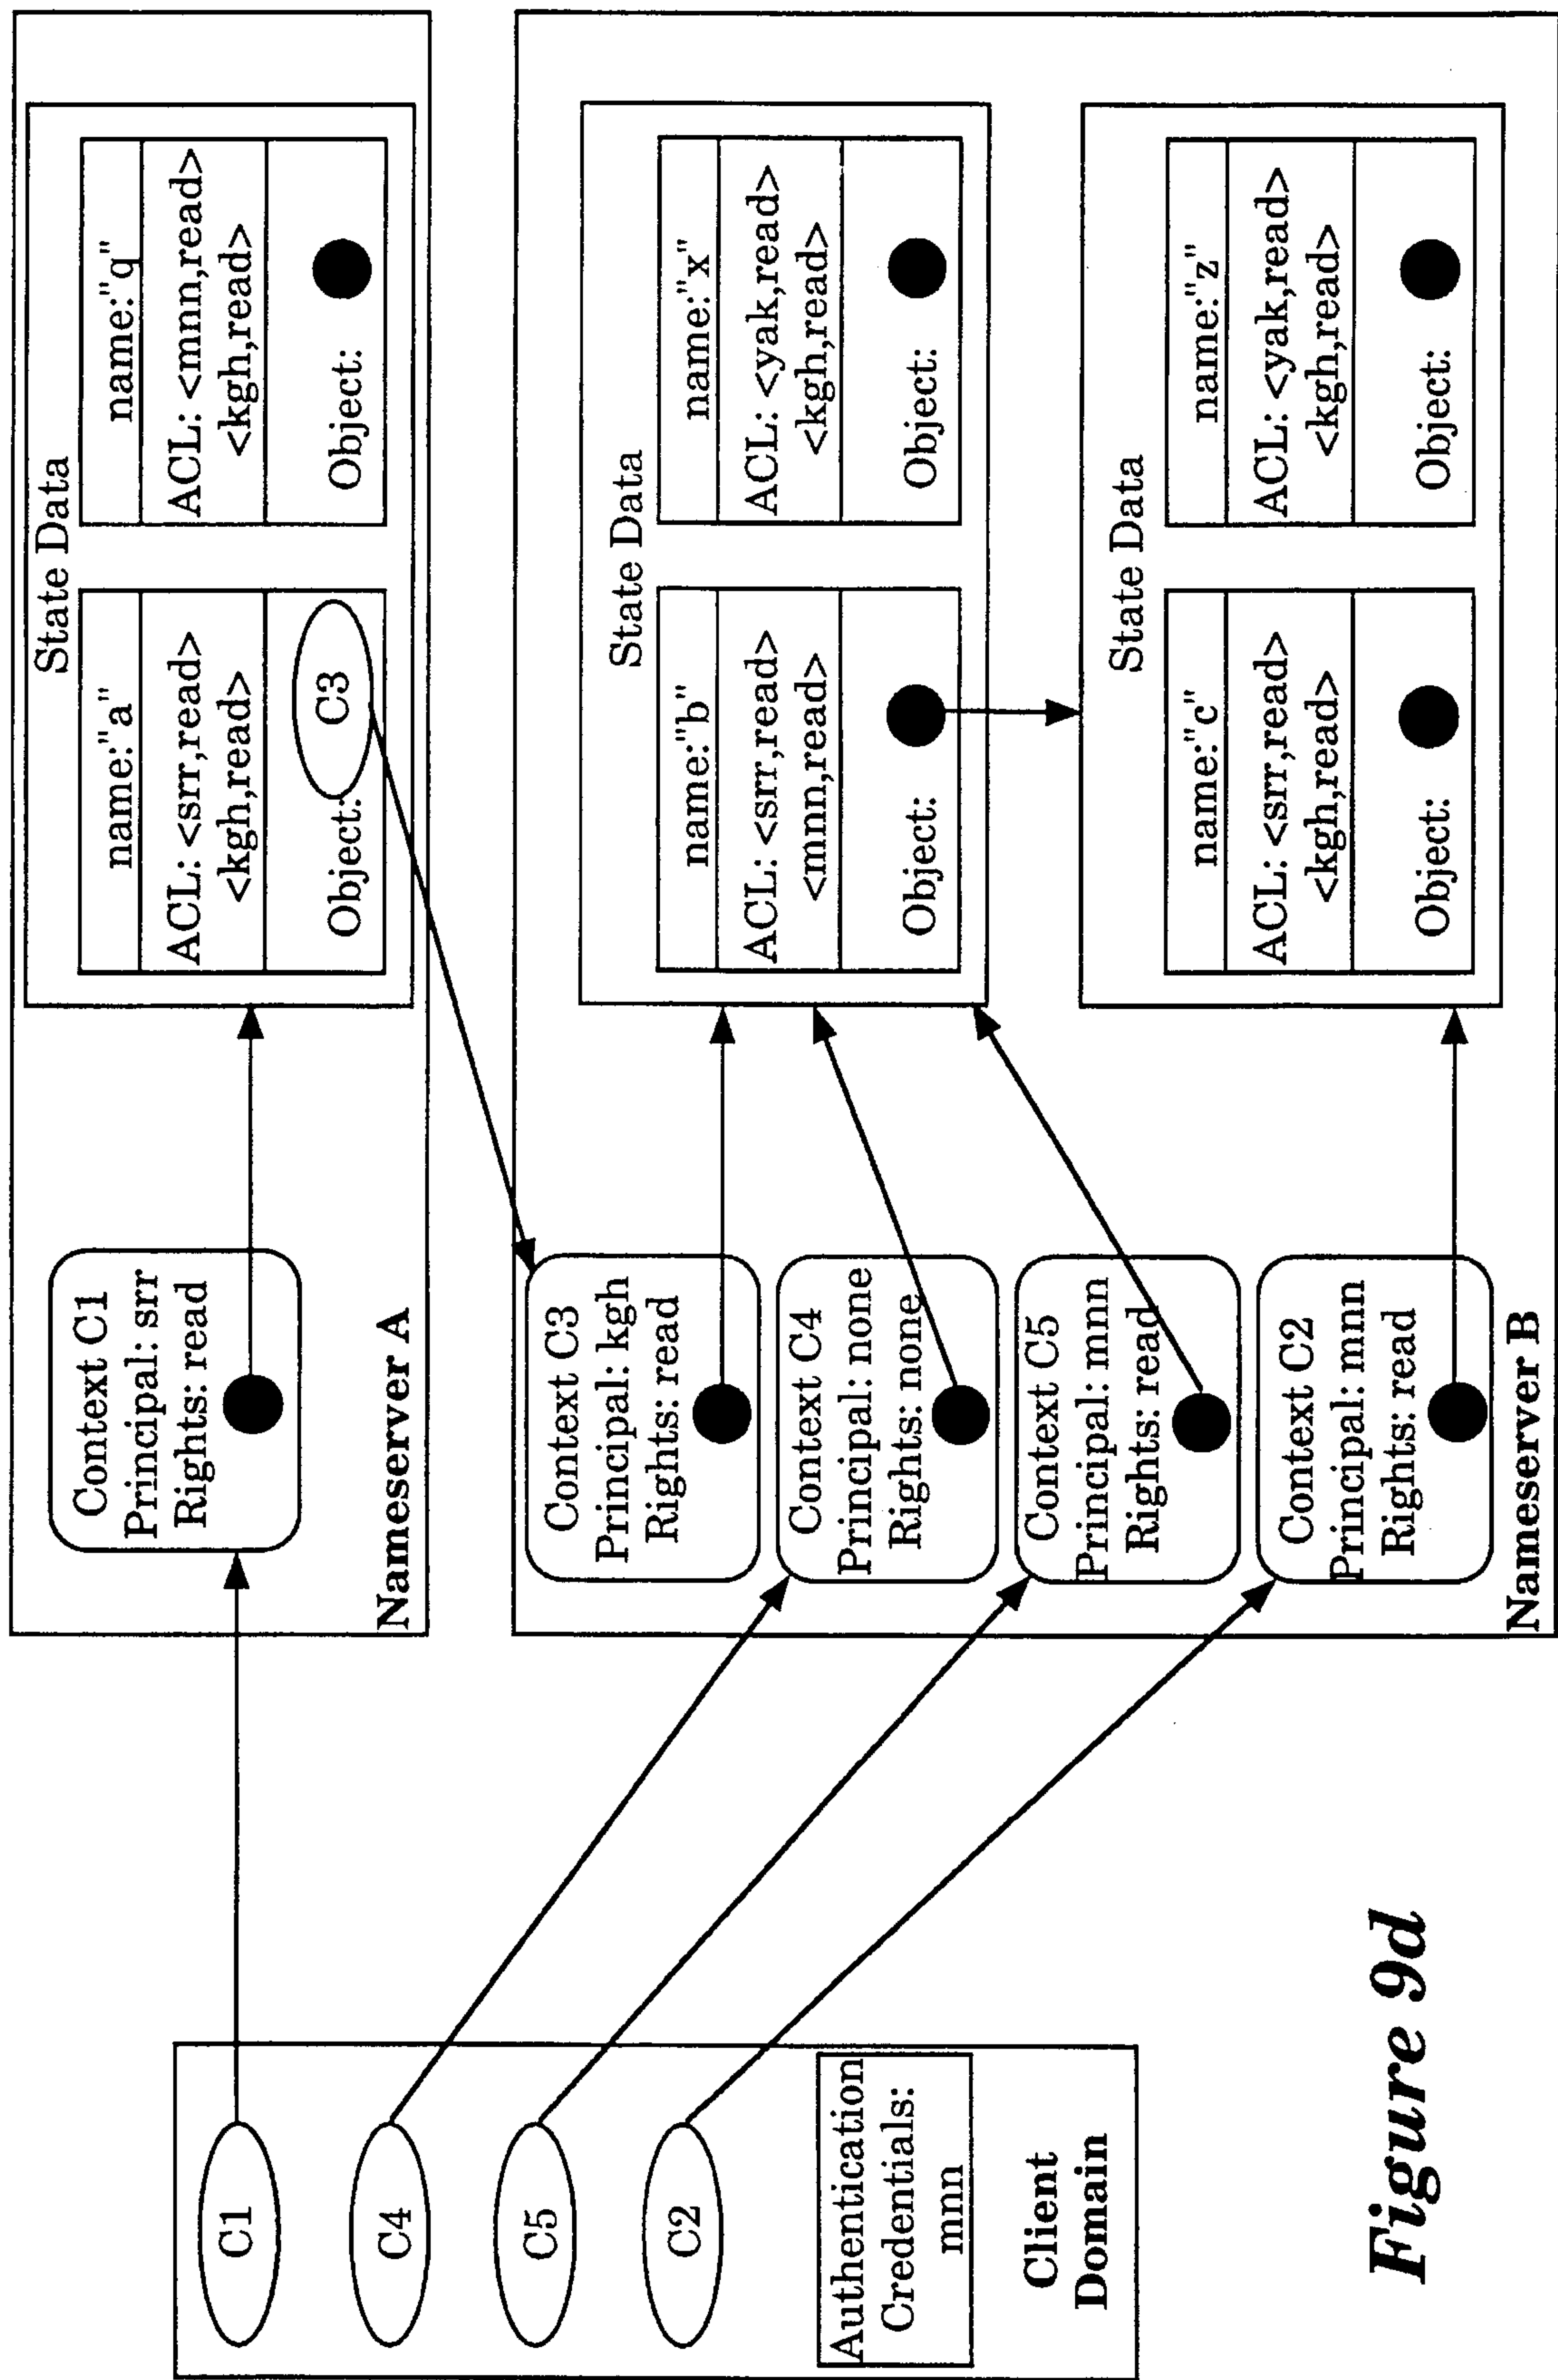 C1
C4
C5
C2
Authentication
Credentials:
mnn
Client
Domain
Context C1
Principal: srr
Rights: read
Nameserver A
State Data
name:"a"
ACL: <srr,read>
<kgh,read>
Object:
C3
name:"q"
ACL: <mnn,read>
<kgh,read>
Object:
Context C3
Principal: kgh
Rights: read
Context C4
Principal: none
Rights: none
Context C5
Principal: mnn
Rights: read
Context C2
Principal: mnn
Rights: read
Nameserver B
State Data
name:"b"
ACL: <srr,read>
<mnn,read>
Object:
name:"x"
ACL: <yak,read>
<kgh,read>
Object:
State Data
name:"c"
ACL: <srr,read>
<kgh,read>
Object:
name:"z"
ACL: <yak,read>
<kgh,read>
Object:
Figure 9d